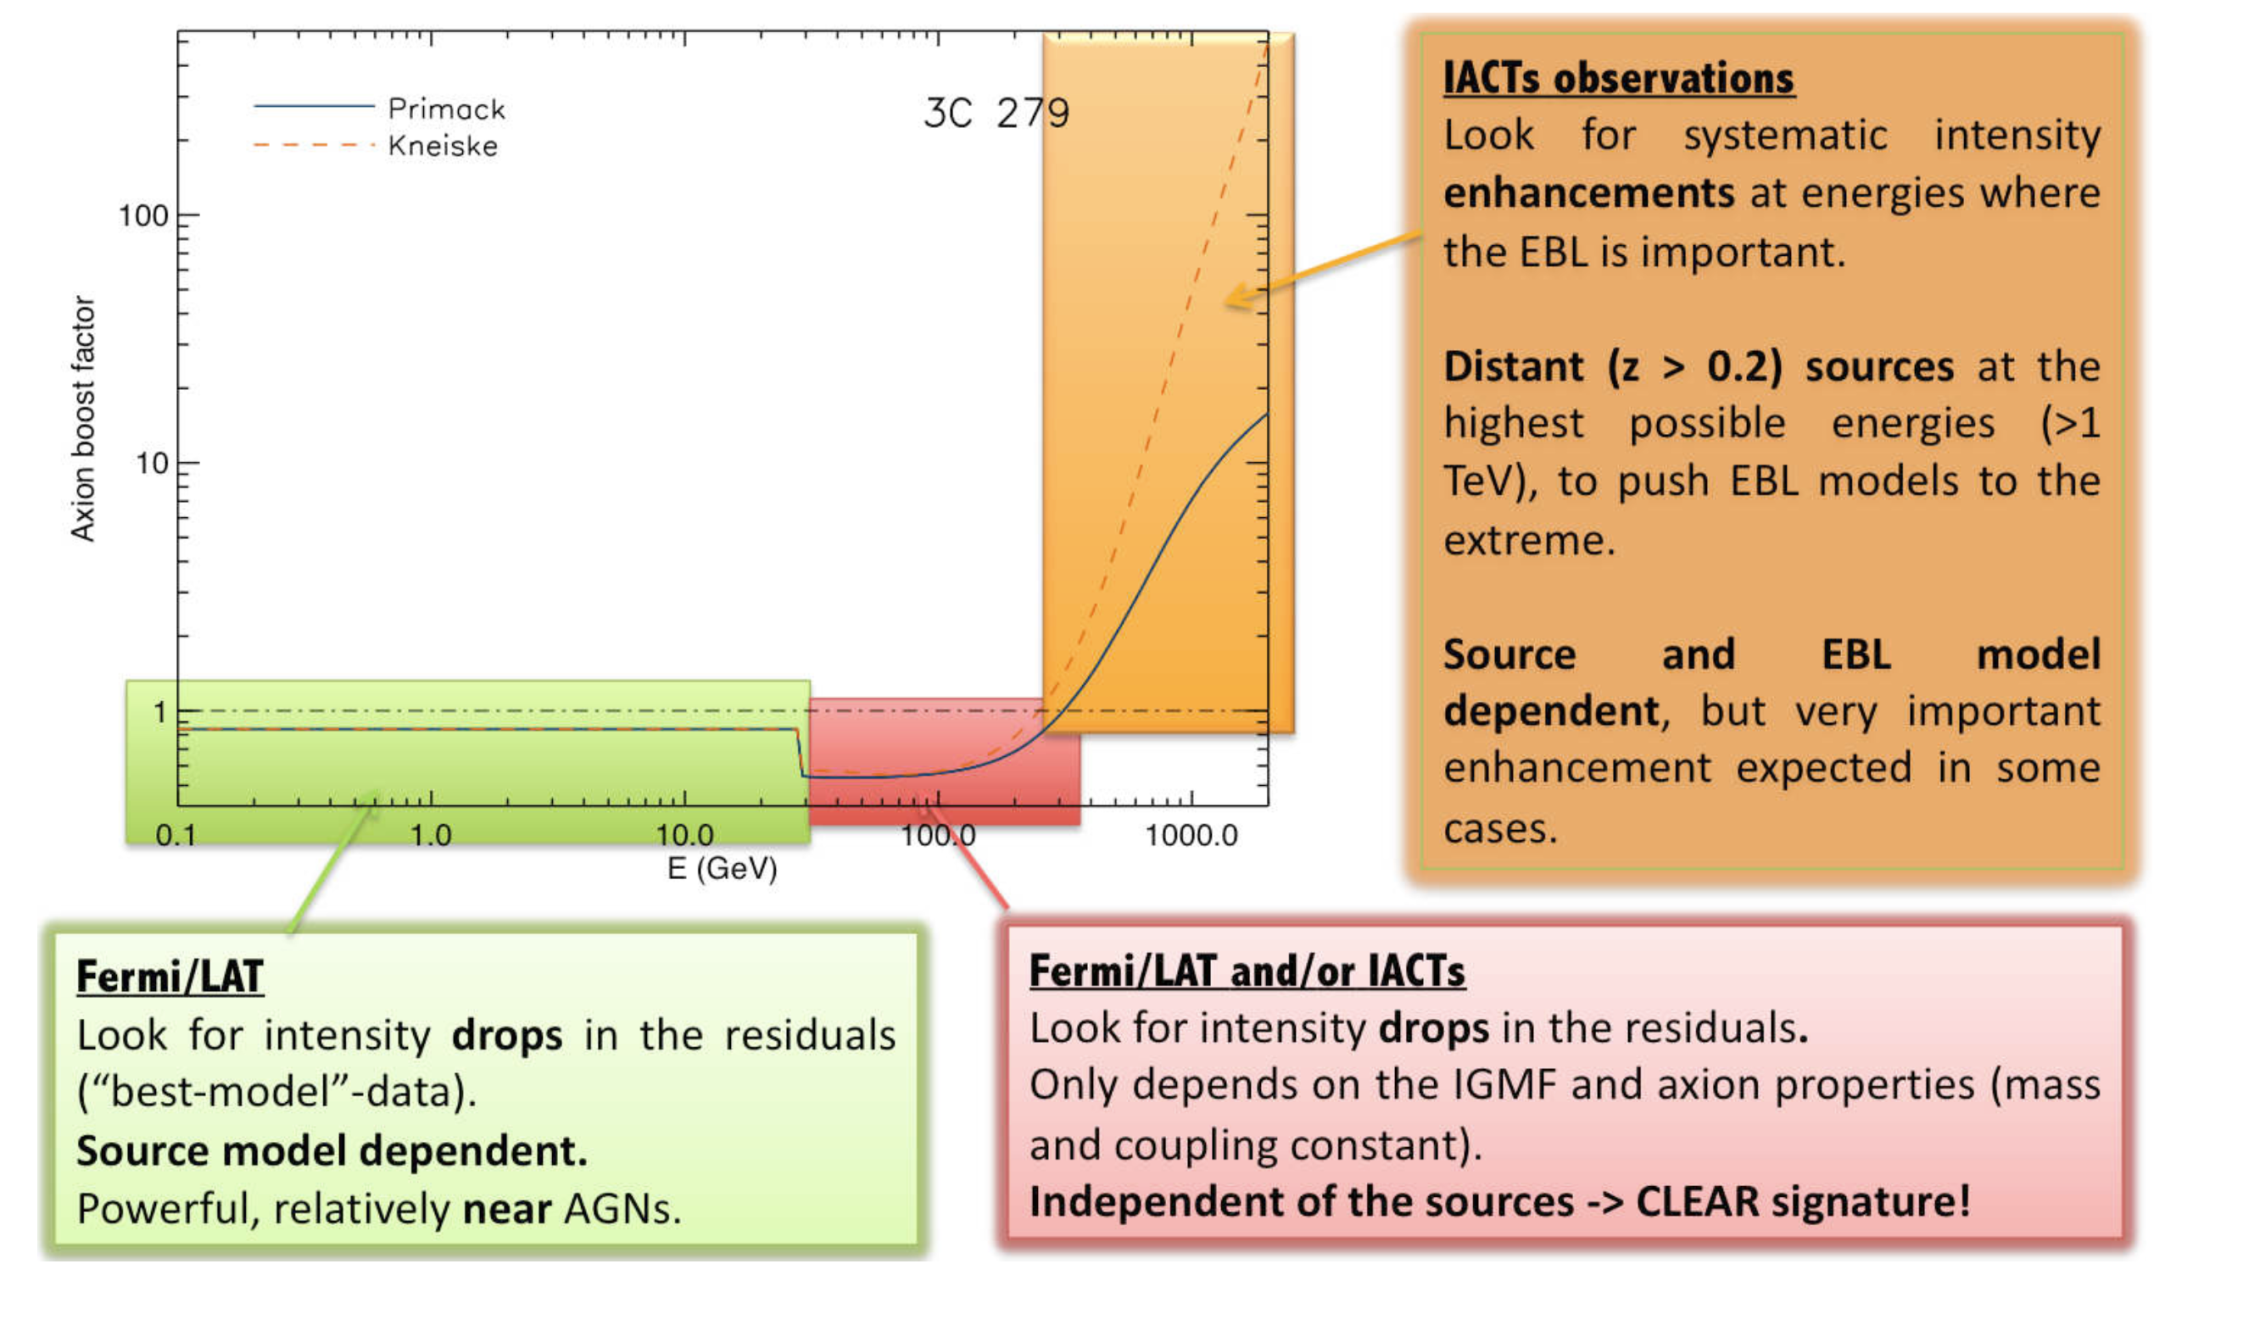 Primack
Kneiske
3C 279
100
10
1
Axion boost factor
0.1
1.0
10.0
100.0
1000.0
E (GeV)
IACTs observations
Look for systematic intensity
enhancements at energies where
the EBL is important.
Distant (z > 0.2) sources at the
highest possible energies (>1
TeV), to push EBL models to the
extreme.
Source and EBL model
dependent, but very important
enhancement expected in some
cases.
Fermi/LAT
Look for intensity drops in the residuals
(“best-model”-data).
Source model dependent.
Powerful, relatively near AGNs.
Fermi/LAT and/or IACTs
Look for intensity drops in the residuals.
Only depends on the IGMF and axion properties (mass
and coupling constant).
Independent of the sources -> CLEAR signature!